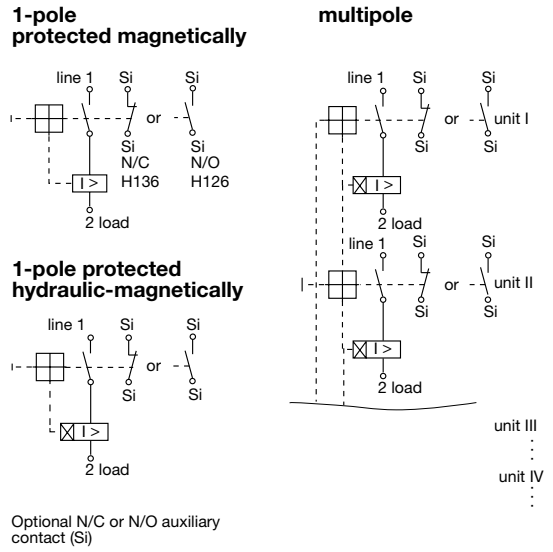 1-pole
protected magnetically
line 1
Si
Si
or
Si
N/C
H136
Si
N/O
H126
I >
2 load
1-pole protected
hydraulic-magnetically
line 1
Si
Si
or
Si
Si
I >
2 load
Optional N/C or N/O auxiliary
contact (Si)
multipole
line 1
Si
Si
or
unit I
Si
Si
I >
2 load
line 1
Si
Si
or
unit II
Si
Si
I >
2 load
unit III
unit IV